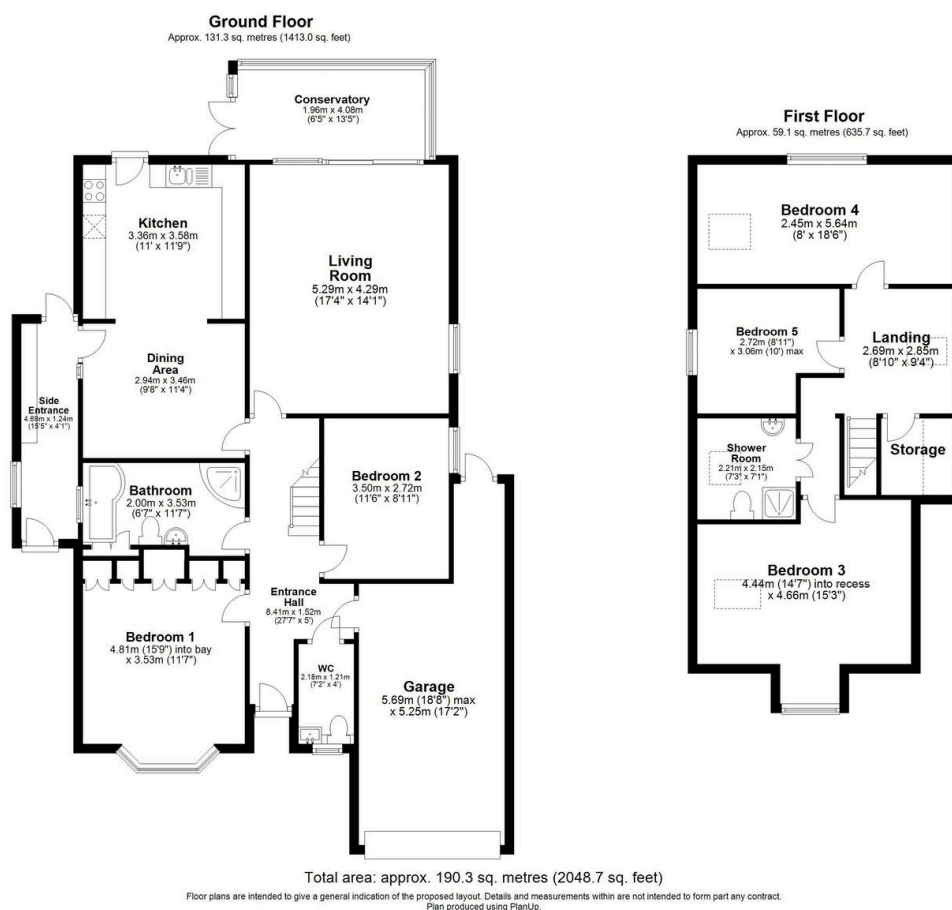 Ground Floor
Approx. 131.3 sq. metres (1413.0 sq. feet)
Conservatory
1.96m x 4.08m
(6'5" x 13'5")
Kitchen
3.36m x 3.58m
(11' x 11'9")
Living
Room
5.29m x 4.29m
(17'4" x 14'1")
Dining
Area
2.94m x 3.46m
(9'8" x 11'4")
Side
Entrance
4.69m x 1.24m
(15'5" x 4'1")
Bathroom
2.00m x 3.53m
(6'7" x 11'7")
Bedroom 2
3.50m x 2.72m
(11'6" x 8'11")
Entrance
Hall
8.41m x 1.52m
(27'7" x 5')
Bedroom 1
4.81m (15'9") into bay
x 3.53m (11'7")
WC
2.18m x 1.21m
(7'2" x 4')
Garage
5.69m (18'8") max
x 5.25m (17'2")
First Floor
Approx. 59.1 sq. metres (635.7 sq. feet)
Bedroom 4
2.45m x 5.64m
(8' x 18'6")
Bedroom 5
2.72m (8'11")
x 3.06m (10') max
Landing
2.69m x 2.85m
(8'10" x 9'4")
Shower
Room
2.21m x 2.15m
(7'3" x 7'1")
Storage
Bedroom 3
4.44m (14'7") into recess
x 4.66m (15'3")
Total area: approx. 190.3 sq. metres (2048.7 sq. feet)
Floor plans are intended to give a general indication of the proposed layout. Details and measurements within are not intended to form part any contract.
Plan produced using PlanUp.